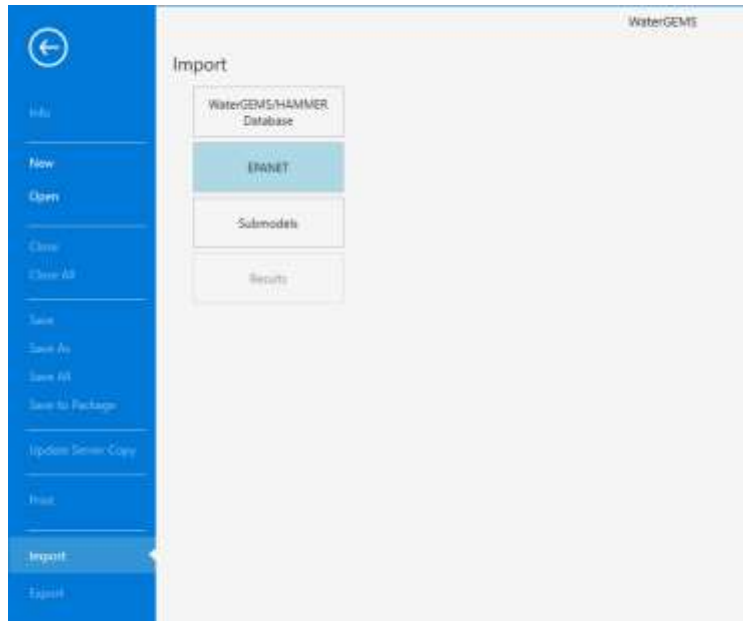 WaterGEMS
Import
WaterGEMS/HAMMER
Database
EPANET
Submodels
Results
Info
New
Open
Close
Close All
Save
Save As
Save All
Save to Package
Update Server Copy
Print
Import
Export